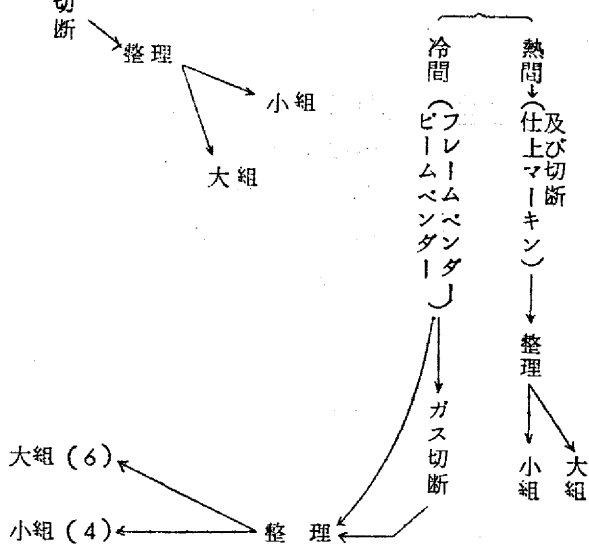 熱間
(仕上マーキン)
及び切断
整理
小組
大組
冷間
(フレームベンダー
ビームベンダー)
ガス切断
整理
大組(6)
小組(4)
切断
整理
小組
大組